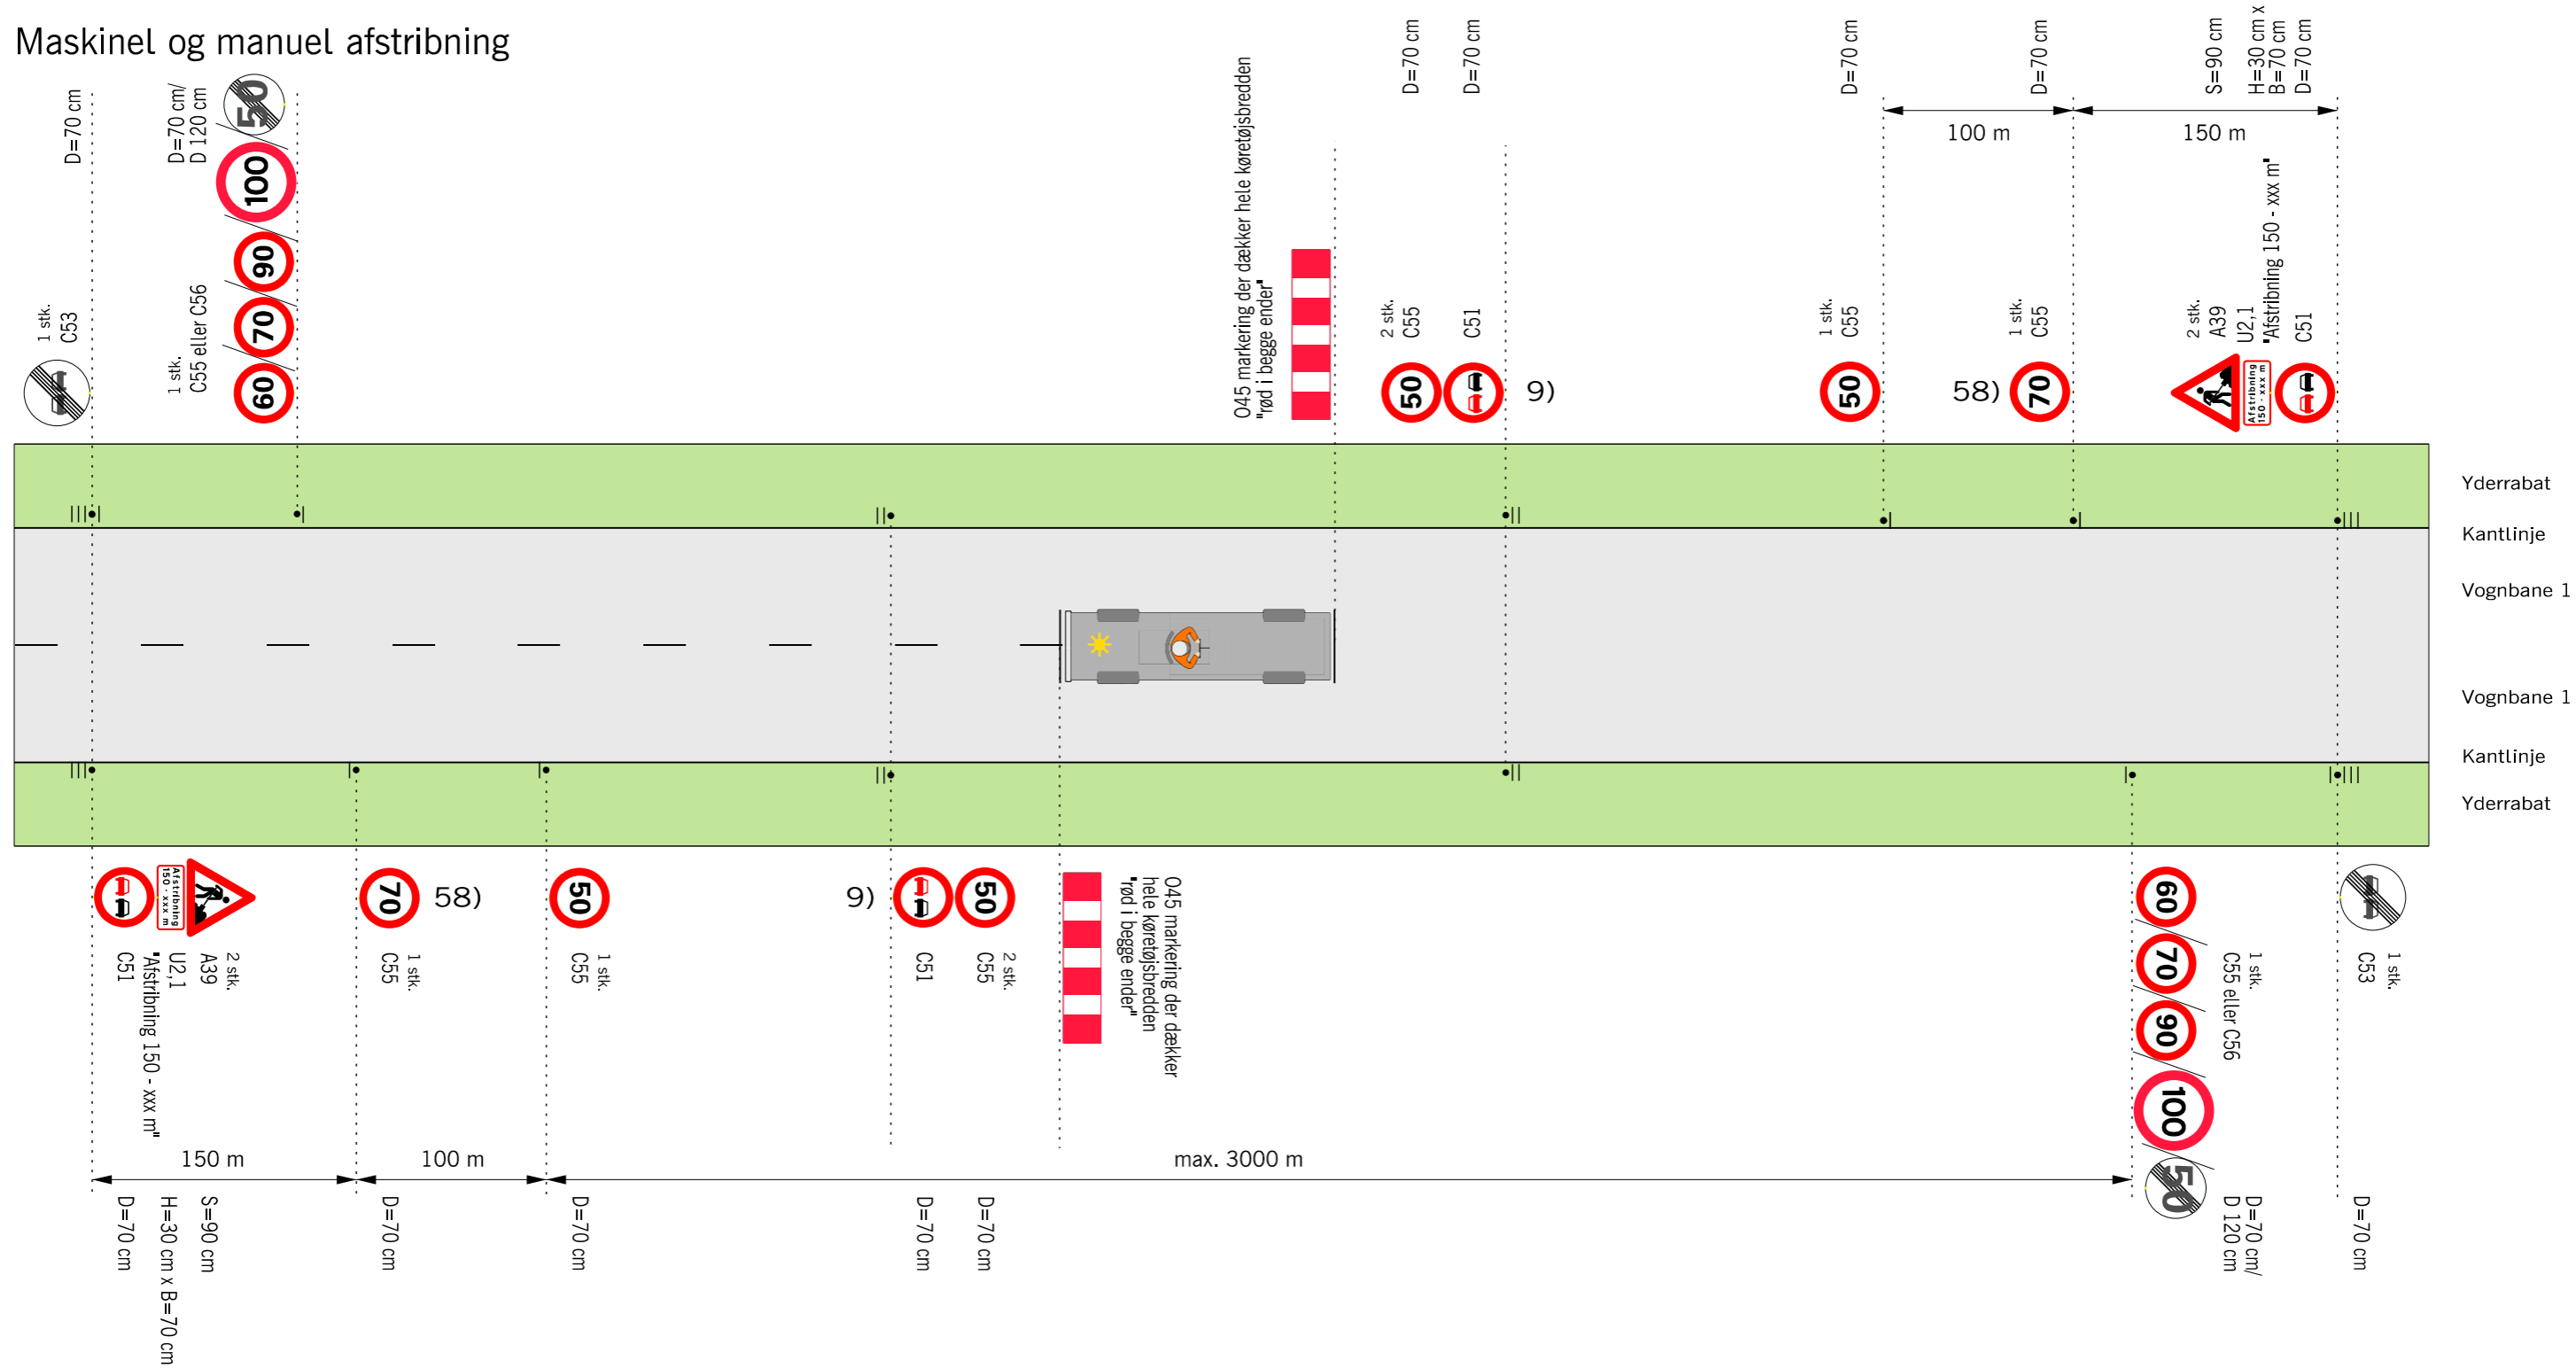 Maskinel og manuel afstribning
D=70 cm
1 stk.
C53
D=70 cm/
D 120 cm
1 stk.
C55 eller C56
50
100
90
70
60
O45 markering der dækker hele køretøjsbredden
"rød i begge ender"
D=70 cm
2 stk.
C55
50
D=70 cm
C51
9)
D=70 cm
1 stk.
C55
50
100 m
58)
D=70 cm
1 stk.
C55
70
150 m
S=90 cm
H=30 cm x
B=70 cm
D=70 cm
2 stk.
A39
U2,1
"Afstribning 150 - xxx m"
C51
Afstribning
150 - xxx m
Yderrabat
Kantlinje
Vognbane 1
Vognbane 1
Kantlinje
Yderrabat
Afstribning
150 - xxx m
2 stk.
A39
U2,1
"Afstribning 150 - xxx m"
C51
70
58)
1 stk.
C55
50
1 stk.
C55
9)
C51
50
2 stk.
C55
O45 markering der dækker
hele køretøjsbredden
"rød i begge ender"
60
70
90
100
50
1 stk.
C55 eller C56
1 stk.
C53
150 m
100 m
max. 3000 m
S=90 cm
H=30 cm x B=70 cm
D=70 cm
D=70 cm
D=70 cm
D=70 cm
D=70 cm
D=70 cm/
D 120 cm
D=70 cm